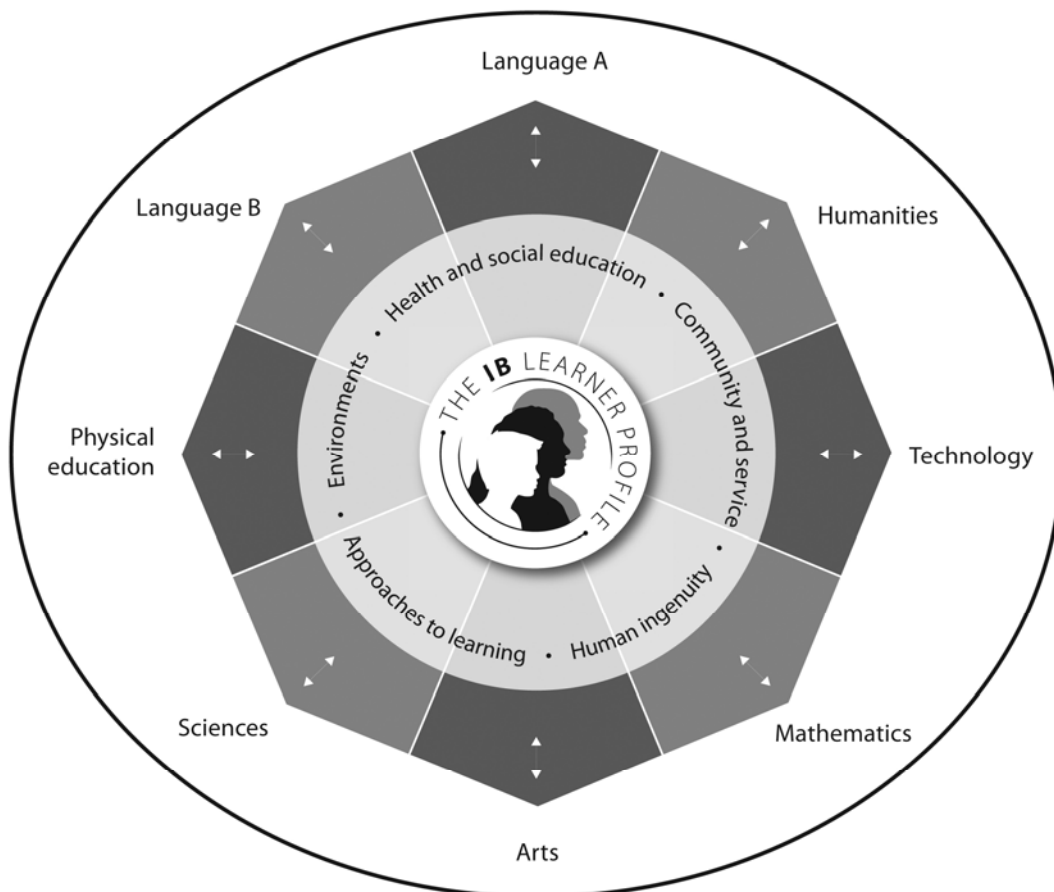 Language A
Language B
Humanities
Health and social education
Community and service
Environments
THE IB LEARNER PROFILE
Physical
education
Technology
Approaches to learning
Human ingenuity
Sciences
Mathematics
Arts